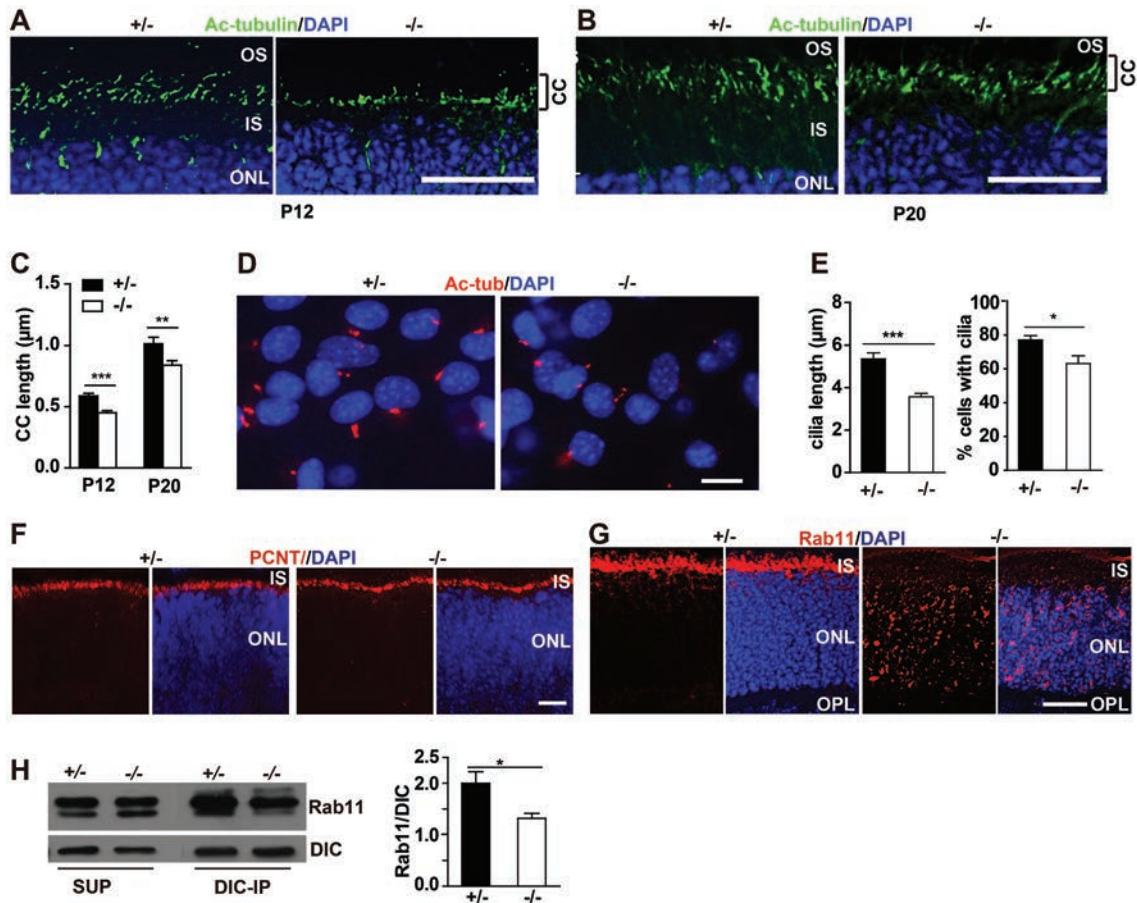 A
+/- Ac-tubulin/DAPI -/-
OS
CC
IS
ONL
P12
B
+/- Ac-tubulin/DAPI -/-
OS OS
CC
IS
ONL ONL
P20
C
CC length (µm)
1.5
1.0
0.5
0.0
+/-
-/-
***
**
P12 P20
D
+/- Ac-tub/DAPI -/-
E
cilia length (µm)
8
6
4
2
0
***
+/- -/-
% cells with cilia
100
80
60
40
20
0
*
+/- -/-
F
+/- PCNT//DAPI -/-
IS IS
ONL ONL
G
+/- Rab11/DAPI -/-
IS IS
ONL ONL
OPL OPL
H
+/- -/- +/- -/-
Rab11
DIC
SUP DIC-IP
Rab11/DIC
2.5
2.0
1.0
0.0
*
+/- -/-